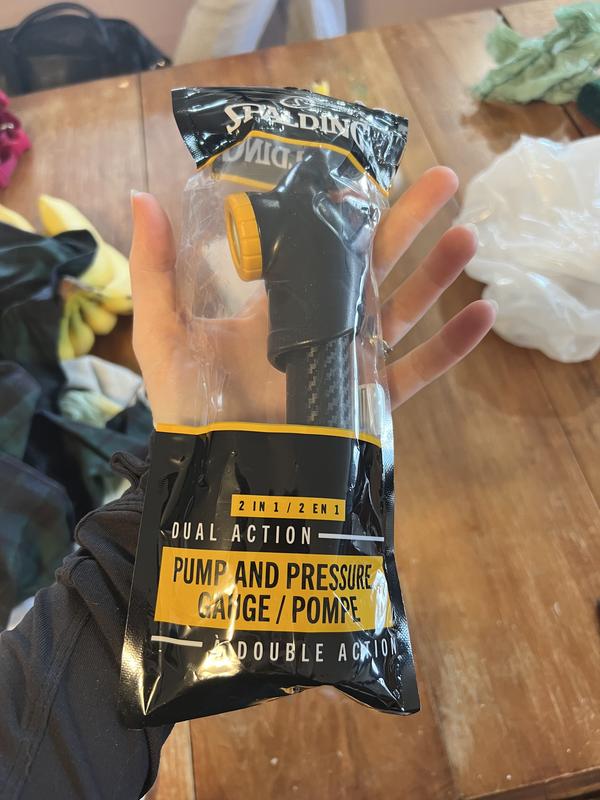 SPALDING
2 IN 1 / 2 EN 1
DUAL ACTION
PUMP AND PRESSURE
GAUGE / POMPE
À DOUBLE ACTION